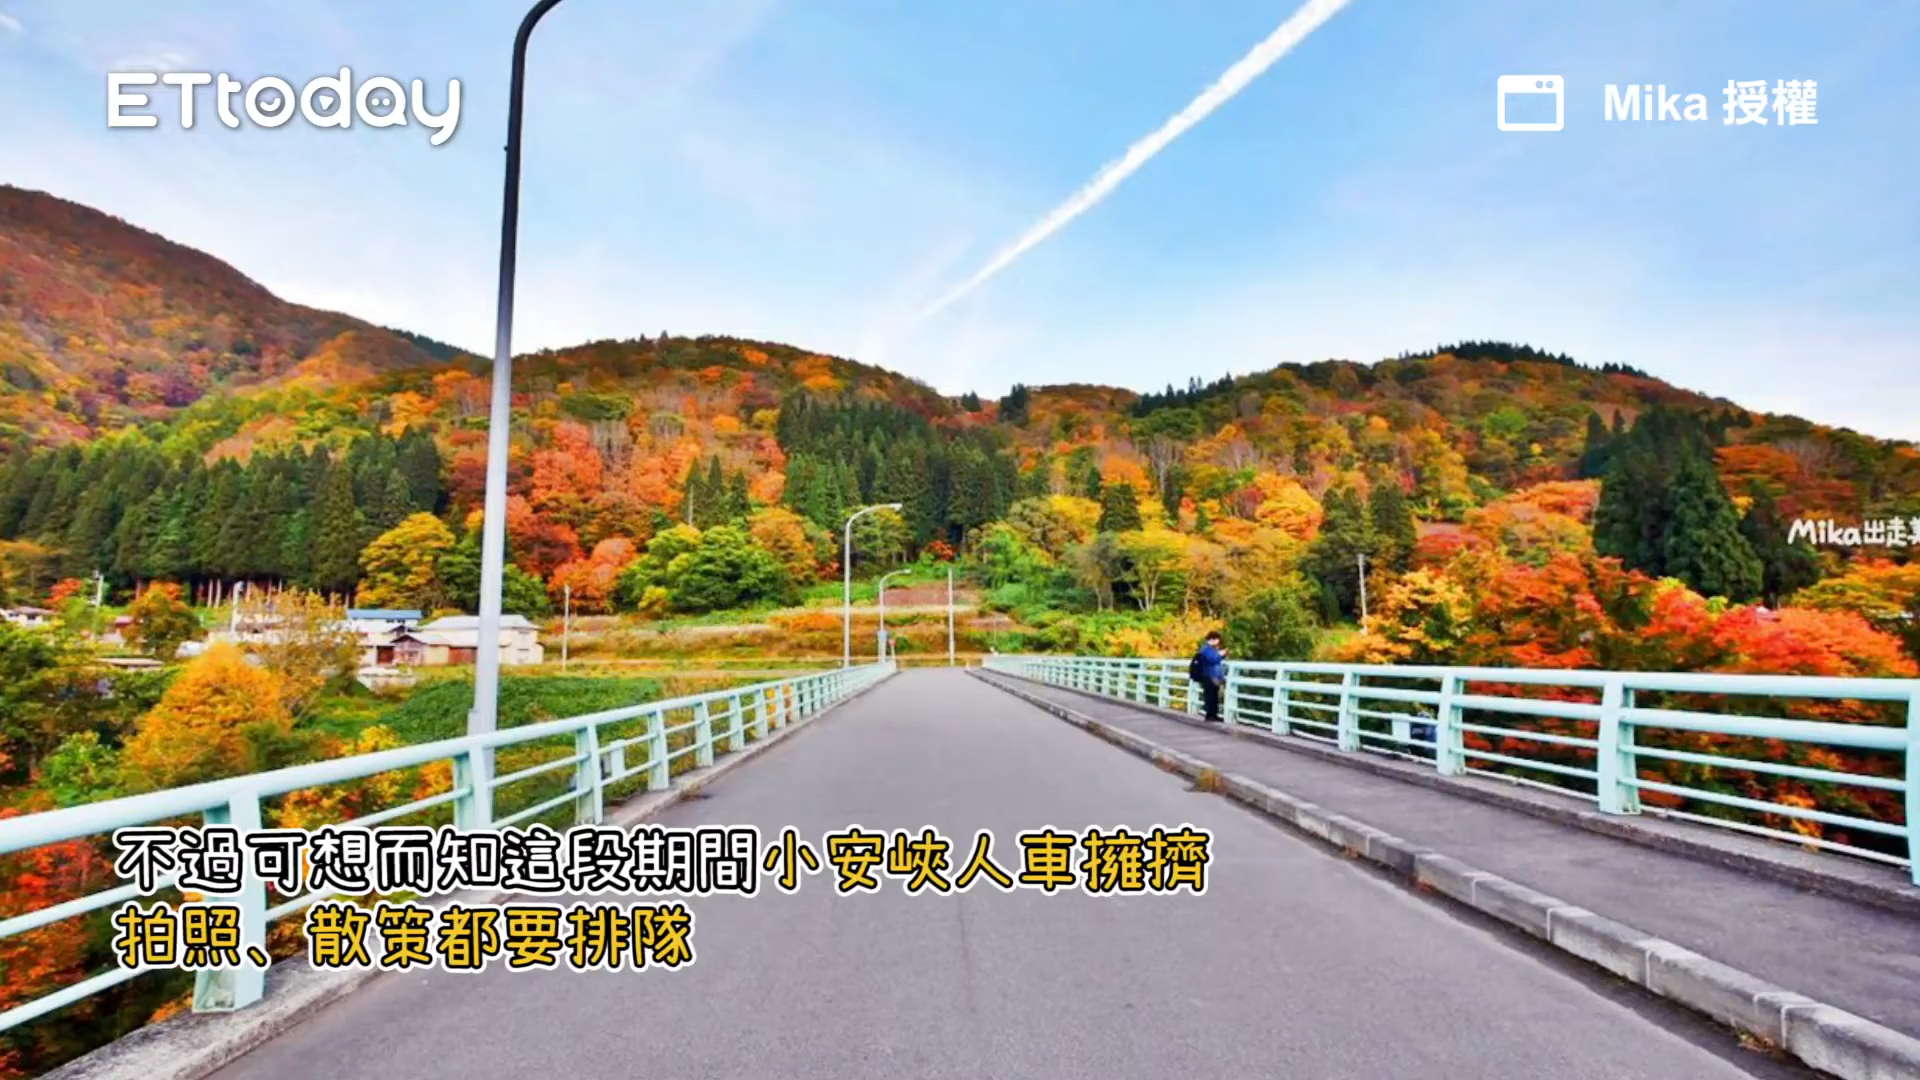 ETtoday
Mika 授權
Mika出走
不過可想而知這段期間小安峽人車擁擠
拍照、散策都要排隊